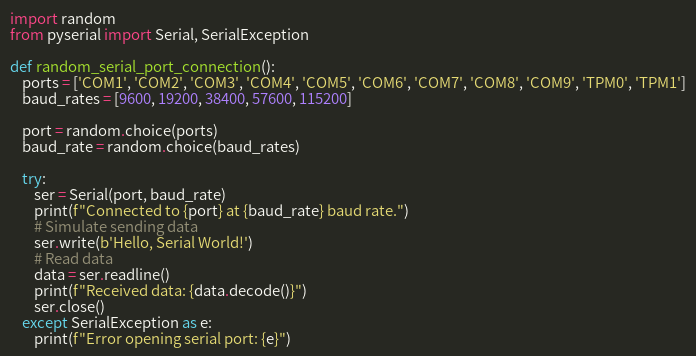 import random
from pyserial import Serial, SerialException

def random_serial_port_connection():
    ports = ['COM1', 'COM2', 'COM3', 'COM4', 'COM5', 'COM6', 'COM7', 'COM8', 'COM9', 'TPM0', 'TPM1']
    baud_rates = [9600, 19200, 38400, 57600, 115200]

    port = random.choice(ports)
    baud_rate = random.choice(baud_rates)

    try:
        ser = Serial(port, baud_rate)
        print(f"Connected to {port} at {baud_rate} baud rate.")
        # Simulate sending data
        ser.write(b'Hello, Serial World!')
        # Read data
        data = ser.readline()
        print(f"Received data: {data.decode()}")
        ser.close()
    except SerialException as e:
        print(f"Error opening serial port: {e}")